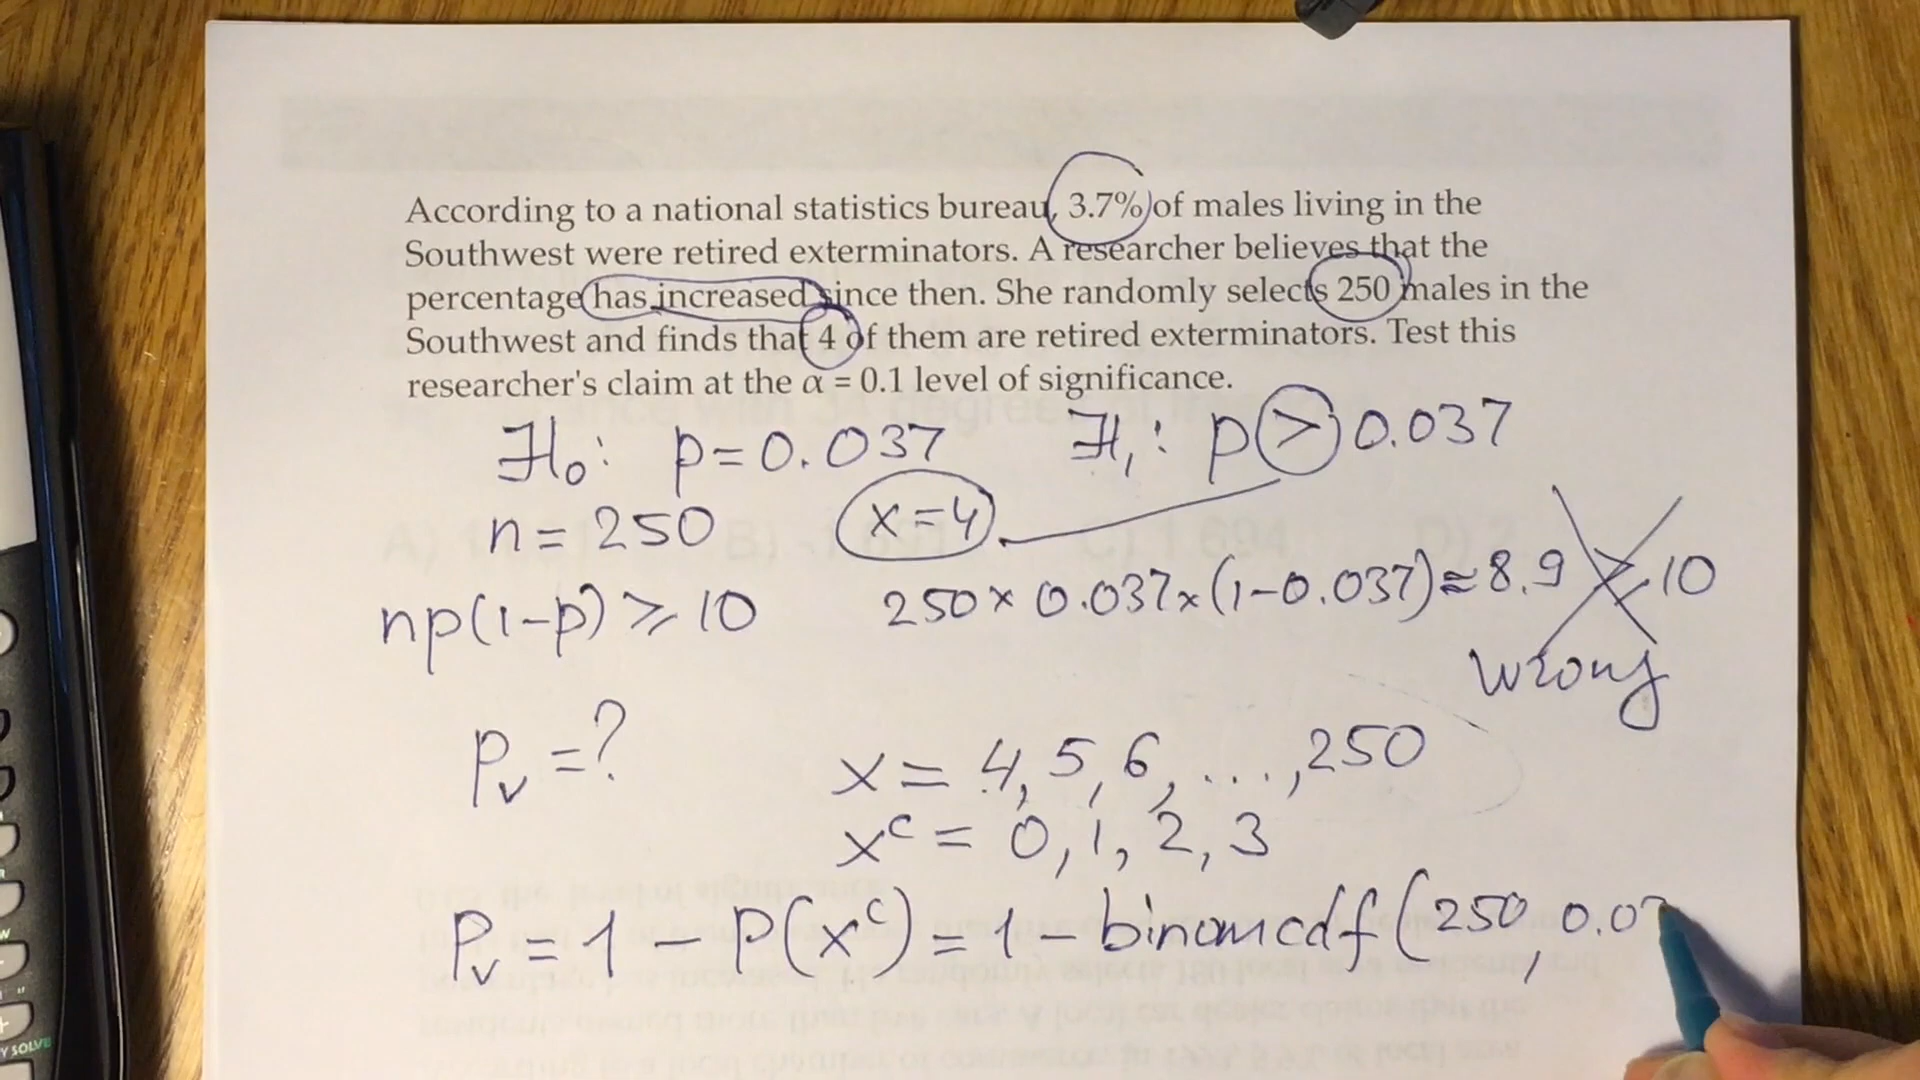 According to a national statistics bureau, 3.7% of males living in the
Southwest were retired exterminators. A researcher believes that the
percentage has increased since then. She randomly selects 250 males in the
Southwest and finds that 4 of them are retired exterminators. Test this
researcher's claim at the α = 0.1 level of significance.
H₀: p=0.037 H₁: p > 0.037
n = 250 x=4
np(1-p) ≥ 10 250 × 0.037 × (1-0.037) ≈ 8.9 ≥ 10
wrong
Pᵥ = ? x = 4, 5, 6, ..., 250
xᶜ = 0, 1, 2, 3
Pᵥ = 1 - P(xᶜ) = 1 - binomcdf(250, 0.03
Y SOLVE